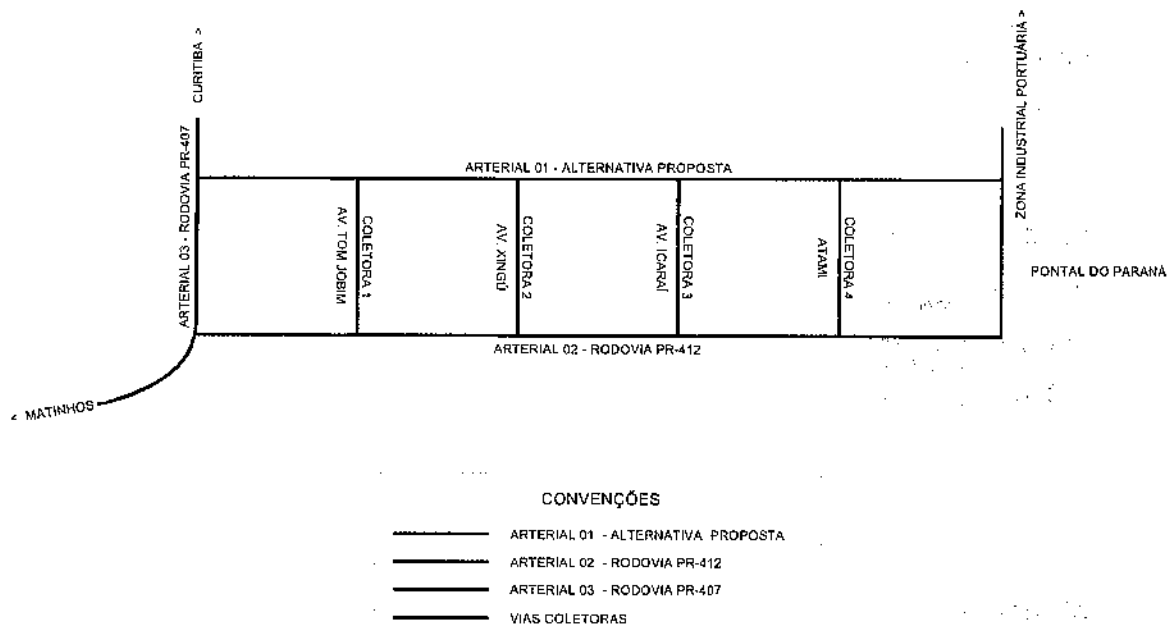 CURITIBA >
ARTERIAL 03 - RODOVIA PR-407
ZONA INDUSTRIAL PORTUÁRIA >
ARTERIAL 01 - ALTERNATIVA PROPOSTA
COLETORA 1
AV. TOM JOBIM
COLETORA 2
AV. XINGÚ
COLETORA 3
AV. ICARAÍ
COLETORA 4
ATAMI
PONTAL DO PARANÁ
ARTERIAL 02 - RODOVIA PR-412
< MATINHOS
CONVENÇÕES
ARTERIAL 01 - ALTERNATIVA PROPOSTA
ARTERIAL 02 - RODOVIA PR-412
ARTERIAL 03 - RODOVIA PR-407
VIAS COLETORAS